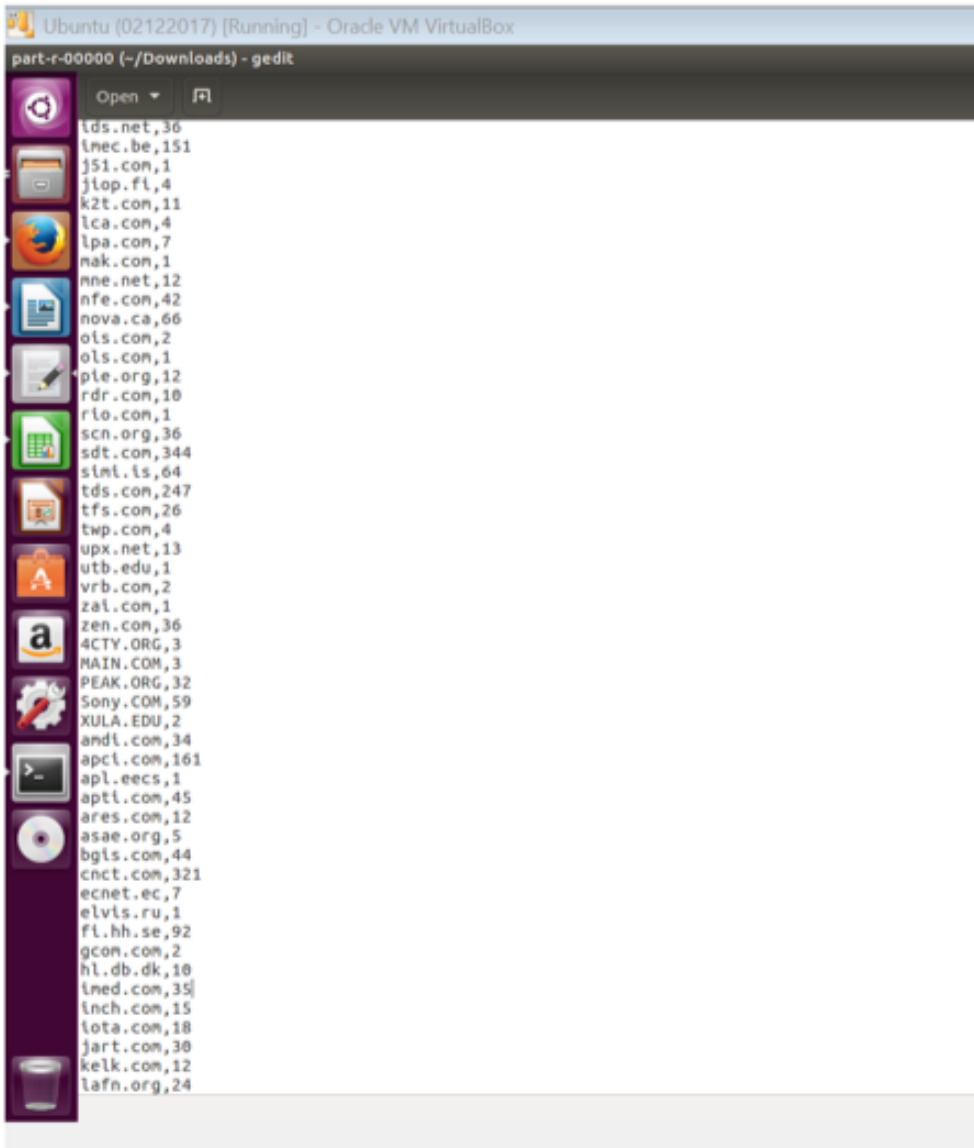 Ubuntu (02122017) [Running] - Oracle VM VirtualBox
part-r-00000 (~/Downloads) - gedit
Open
ids.net,36
imec.be,151
j51.com,1
jiop.fi,4
k2t.com,11
lca.com,4
lpa.com,7
mak.com,1
mne.net,12
nfe.com,42
nova.ca,66
ois.com,2
ols.com,1
pie.org,12
rdr.com,10
rio.com,1
scn.org,36
sdt.com,344
simi.is,64
tds.com,247
tfs.com,26
twp.com,4
upx.net,13
utb.edu,1
vrb.com,2
zai.com,1
zen.com,36
4CTY.ORG,3
MAIN.COM,3
PEAK.ORG,32
Sony.COM,59
XULA.EDU,2
amdi.com,34
apci.com,161
apl.eecs,1
apti.com,45
ares.com,12
asae.org,5
bgis.com,44
cnct.com,321
ecnet.ec,7
elvis.ru,1
fi.hh.se,92
gcom.com,2
hl.db.dk,10
imed.com,35
inch.com,15
iota.com,18
jart.com,30
kelk.com,12
lafn.org,24